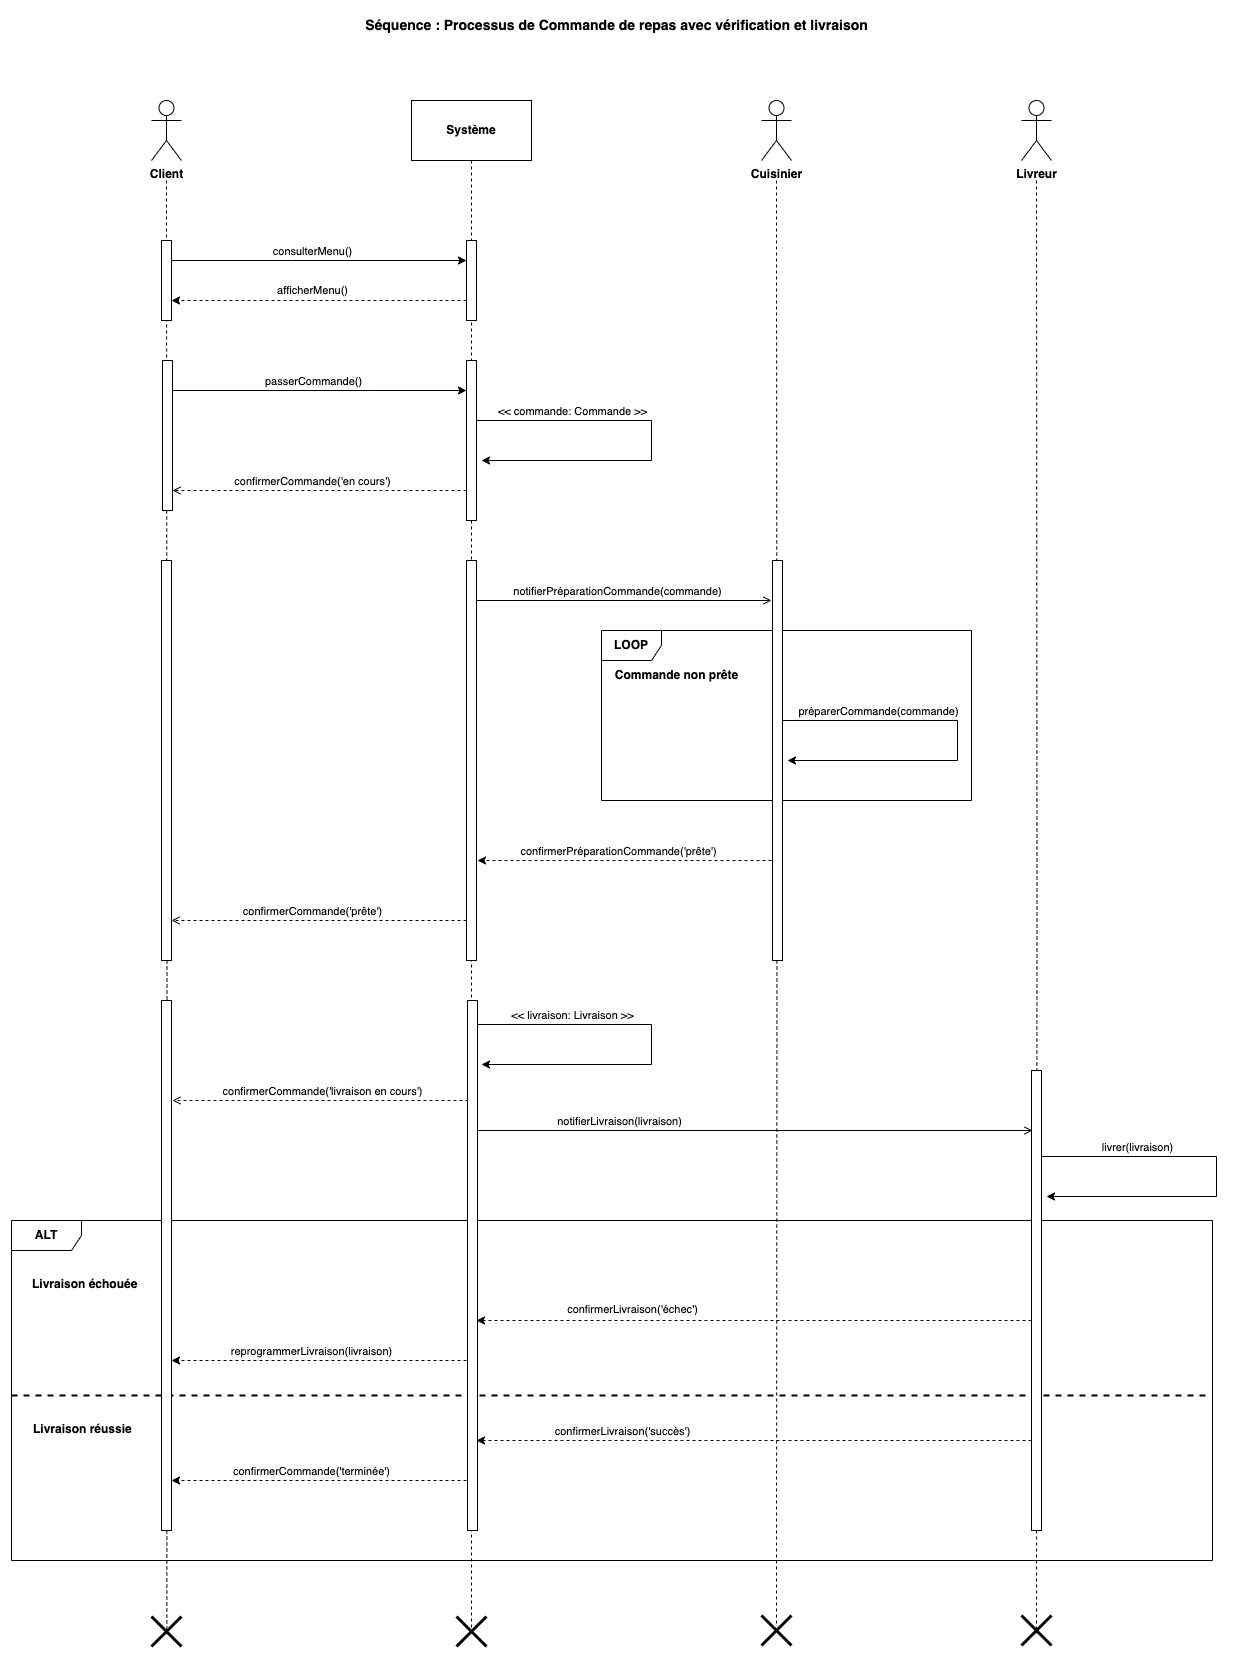 Séquence : Processus de Commande de repas avec vérification et livraison
Client
Système
Cuisinier
Livreur
consulterMenu()
afficherMenu()
passerCommande()
<< commande: Commande >>
confirmerCommande('en cours')
notifierPréparationCommande(commande)
LOOP
Commande non prête
préparerCommande(commande)
confirmerPréparationCommande('prête')
confirmerCommande('prête')
<< livraison: Livraison >>
confirmerCommande('livraison en cours')
notifierLivraison(livraison)
livrer(livraison)
ALT
Livraison échouée
confirmerLivraison('échec')
reprogrammerLivraison(livraison)
Livraison réussie
confirmerLivraison('succès')
confirmerCommande('terminée')